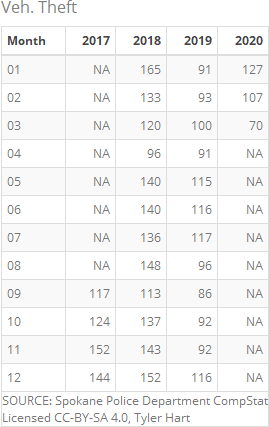 Veh. Theft
Month 2017 2018 2019 2020
01 NA 165 91 127
02 NA 133 93 107
03 NA 120 100 70
04 NA 96 91 NA
05 NA 140 115 NA
06 NA 140 116 NA
07 NA 136 117 NA
08 NA 148 96 NA
09 117 113 86 NA
10 124 137 92 NA
11 152 143 92 NA
12 144 152 116 NA
SOURCE: Spokane Police Department CompStat
Licensed CC-BY-SA 4.0, Tyler Hart